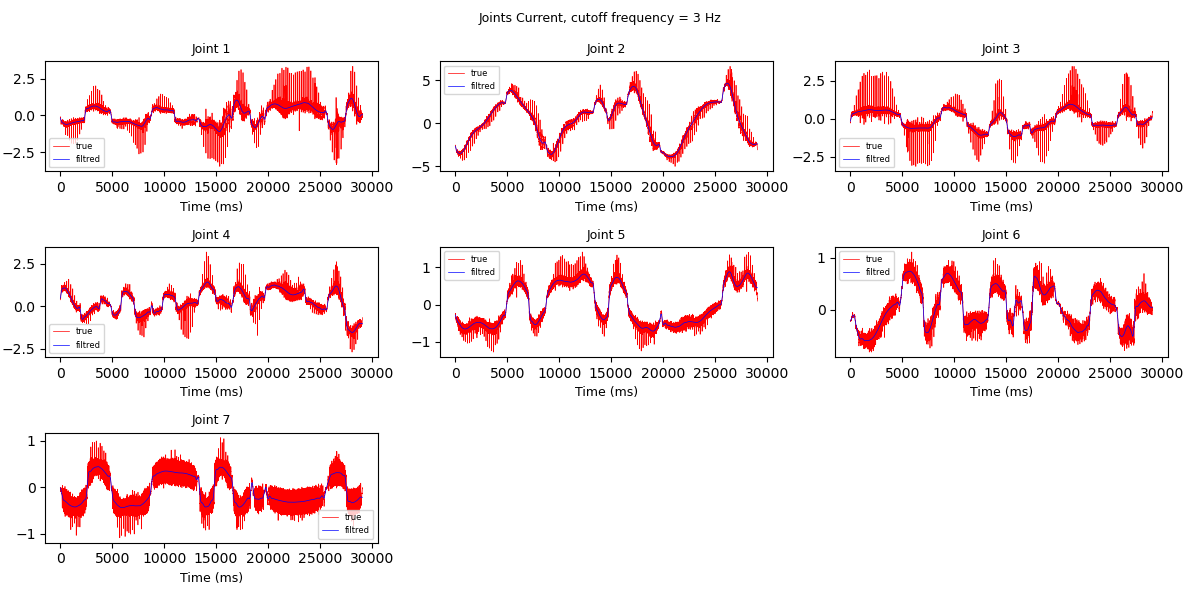 Joints Current, cutoff frequency = 3 Hz
Joint 1
2.5
0.0
−2.5
true
filtred
0 5000 10000 15000 20000 25000 30000
Time (ms)
Joint 2
5
0
−5
true
filtred
0 5000 10000 15000 20000 25000 30000
Time (ms)
Joint 3
2.5
0.0
−2.5
true
filtred
0 5000 10000 15000 20000 25000 30000
Time (ms)
Joint 4
2.5
0.0
−2.5
true
filtred
0 5000 10000 15000 20000 25000 30000
Time (ms)
Joint 5
1
0
−1
true
filtred
0 5000 10000 15000 20000 25000 30000
Time (ms)
Joint 6
1
0
true
filtred
0 5000 10000 15000 20000 25000 30000
Time (ms)
Joint 7
1
0
−1
true
filtred
0 5000 10000 15000 20000 25000 30000
Time (ms)